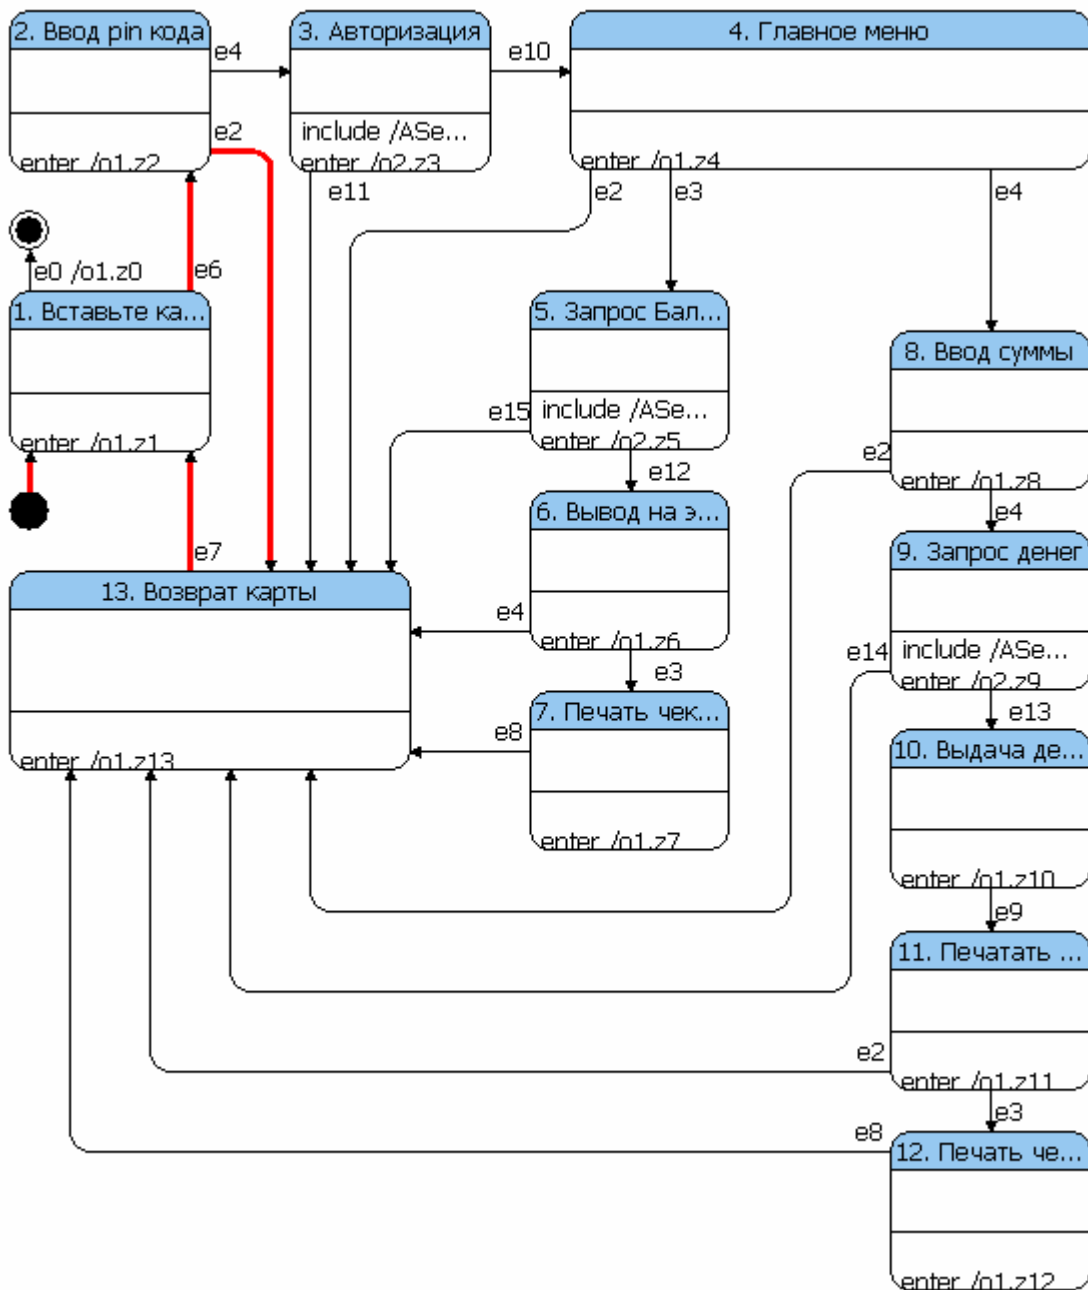 2. Ввод pin кода
enter /o1.z2
e4
3. Авторизация
include /ASe...
enter /o2.z3
e10
4. Главное меню
enter /o1.z4
e2
e11
e2
e3
e4
e0 /o1.z0
e6
1. Вставьте ка...
enter /o1.z1
5. Запрос Бал...
include /ASe...
enter /o2.z5
e15
e12
8. Ввод суммы
enter /o1.z8
e2
e4
6. Вывод на э...
enter /o1.z6
e4
e3
9. Запрос денег
include /ASe...
enter /o2.z9
e14
e13
e7
13. Возврат карты
enter /o1.z13
7. Печать чек...
enter /o1.z7
e8
10. Выдача де...
enter /o1.z10
e9
11. Печатать ...
enter /o1.z11
e2
e3
e8
12. Печать че...
enter /o1.z12